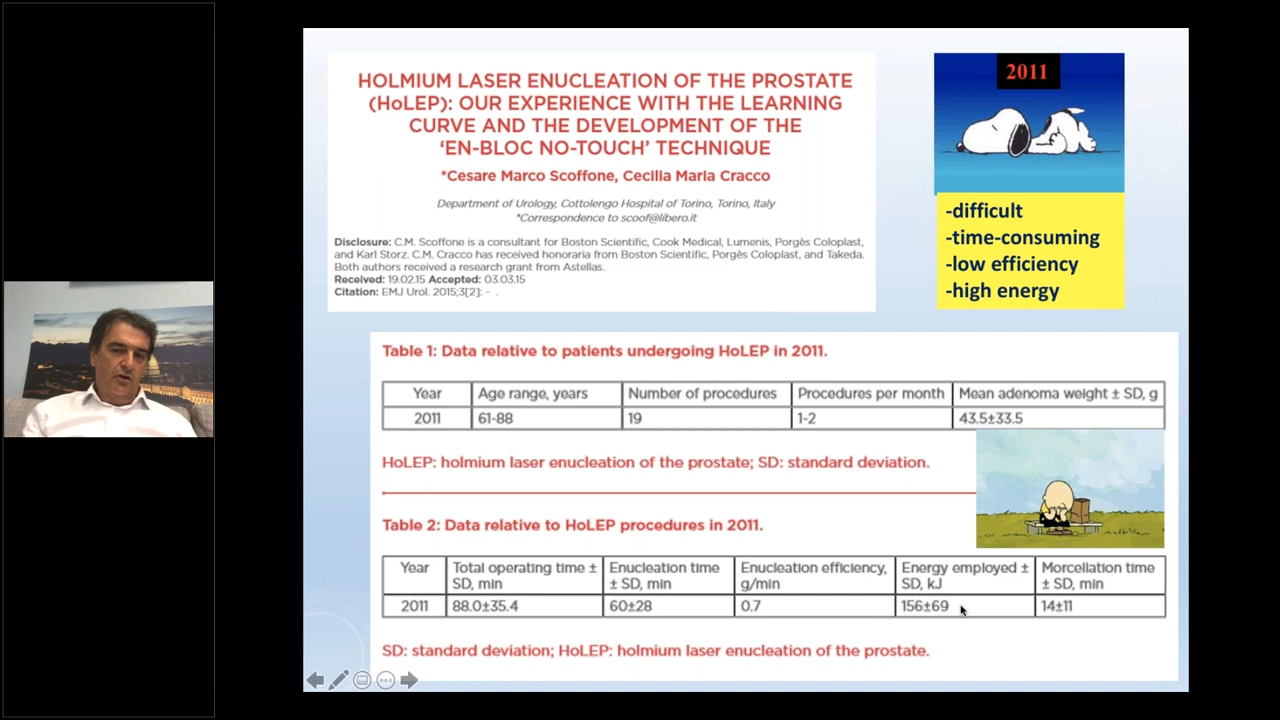 HOLMIUM LASER ENUCLEATION OF THE PROSTATE
(HoLEP): OUR EXPERIENCE WITH THE LEARNING
CURVE AND THE DEVELOPMENT OF THE
‘EN-BLOC NO-TOUCH’ TECHNIQUE
*Cesare Marco Scoffone, Cecilia Maria Cracco
Department of Urology, Cottolengo Hospital of Torino, Torino, Italy
*Correspondence to scoof@libero.it
Disclosure: C.M. Scoffone is a consultant for Boston Scientific, Cook Medical, Lumenis, Porgès Coloplast,
and Karl Storz. C.M. Cracco has received honoraria from Boston Scientific, Porgès Coloplast, and Takeda.
Both authors received a research grant from Astellas.
Received: 19.02.15 Accepted: 03.03.15
Citation: EMJ Urol. 2015;3[2]: - .
2011
-difficult
-time-consuming
-low efficiency
-high energy
Table 1: Data relative to patients undergoing HoLEP in 2011.
Year Age range, years Number of procedures Procedures per month Mean adenoma weight ± SD, g
2011 61-88 19 1-2 43.5±33.5
HoLEP: holmium laser enucleation of the prostate; SD: standard deviation.
Table 2: Data relative to HoLEP procedures in 2011.
Year Total operating time ± SD, min Enucleation time ± SD, min Enucleation efficiency, g/min Energy employed ± SD, kJ Morcellation time ± SD, min
2011 88.0±35.4 60±28 0.7 156±69 14±11
SD: standard deviation; HoLEP: holmium laser enucleation of the prostate.